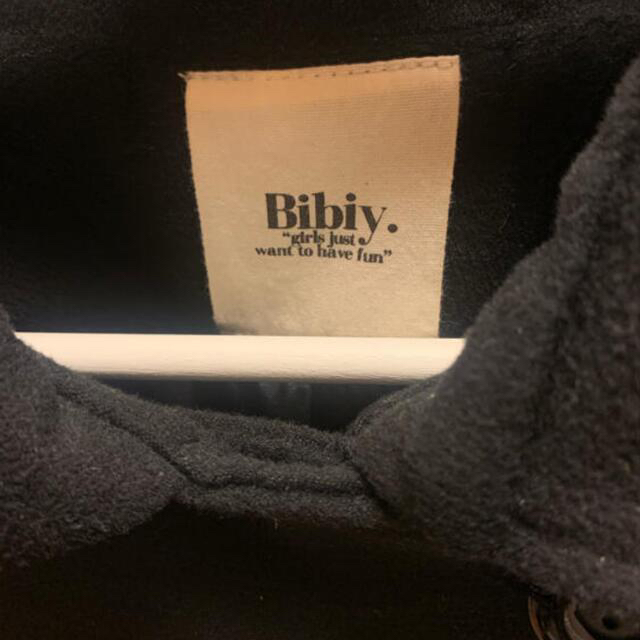 Bibiy.
“girls just
want to have fun”